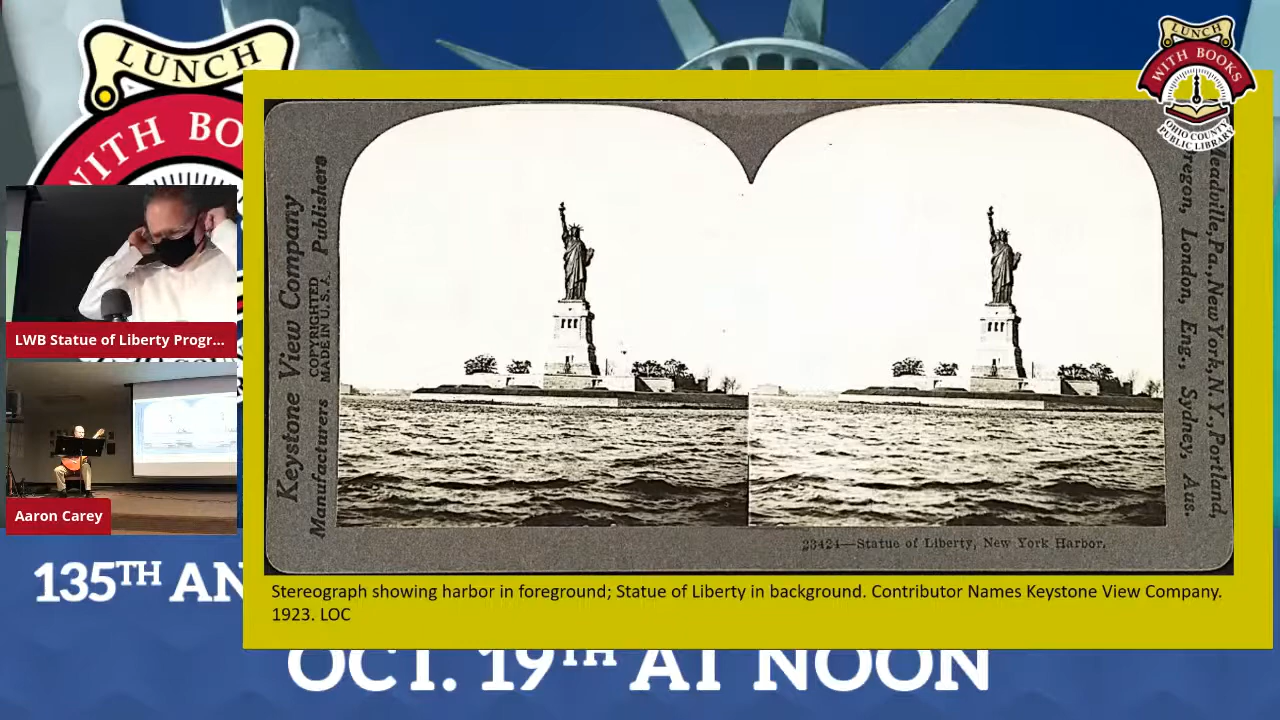 LUNCH
WITH BO
LWB Statue of Liberty Progr...
Aaron Carey
135TH AN
OCT. 19TH AT NOON
Keystone View Company
Manufacturers COPYRIGHTED MADE IN U.S.A. Publishers
Meadville, Pa., New York, N.Y., Portland,
regon, London, Eng., Sydney, Aus.
23424—Statue of Liberty, New York Harbor.
Stereograph showing harbor in foreground; Statue of Liberty in background. Contributor Names Keystone View Company.
1923. LOC
LUNCH
WITH BOOKS
OHIO COUNTY
PUBLIC LIBRARY